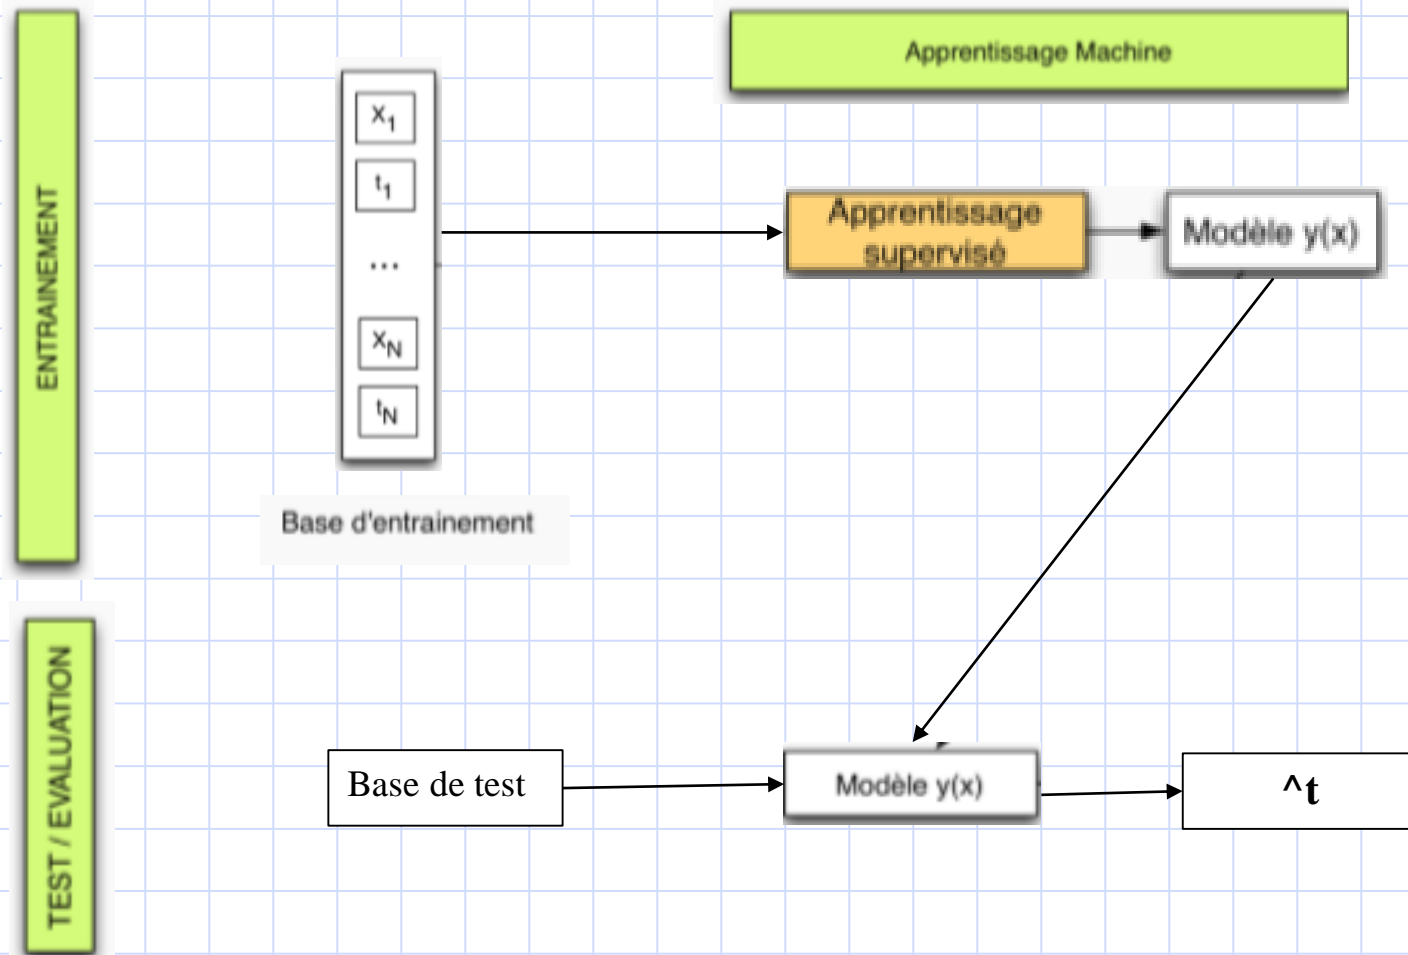 Apprentissage Machine
ENTRAINEMENT
x1
t1
...
xN
tN
Apprentissage
supervisé
Modèle y(x)
Base d'entrainement
TEST / EVALUATION
Base de test
Modèle y(x)
^t